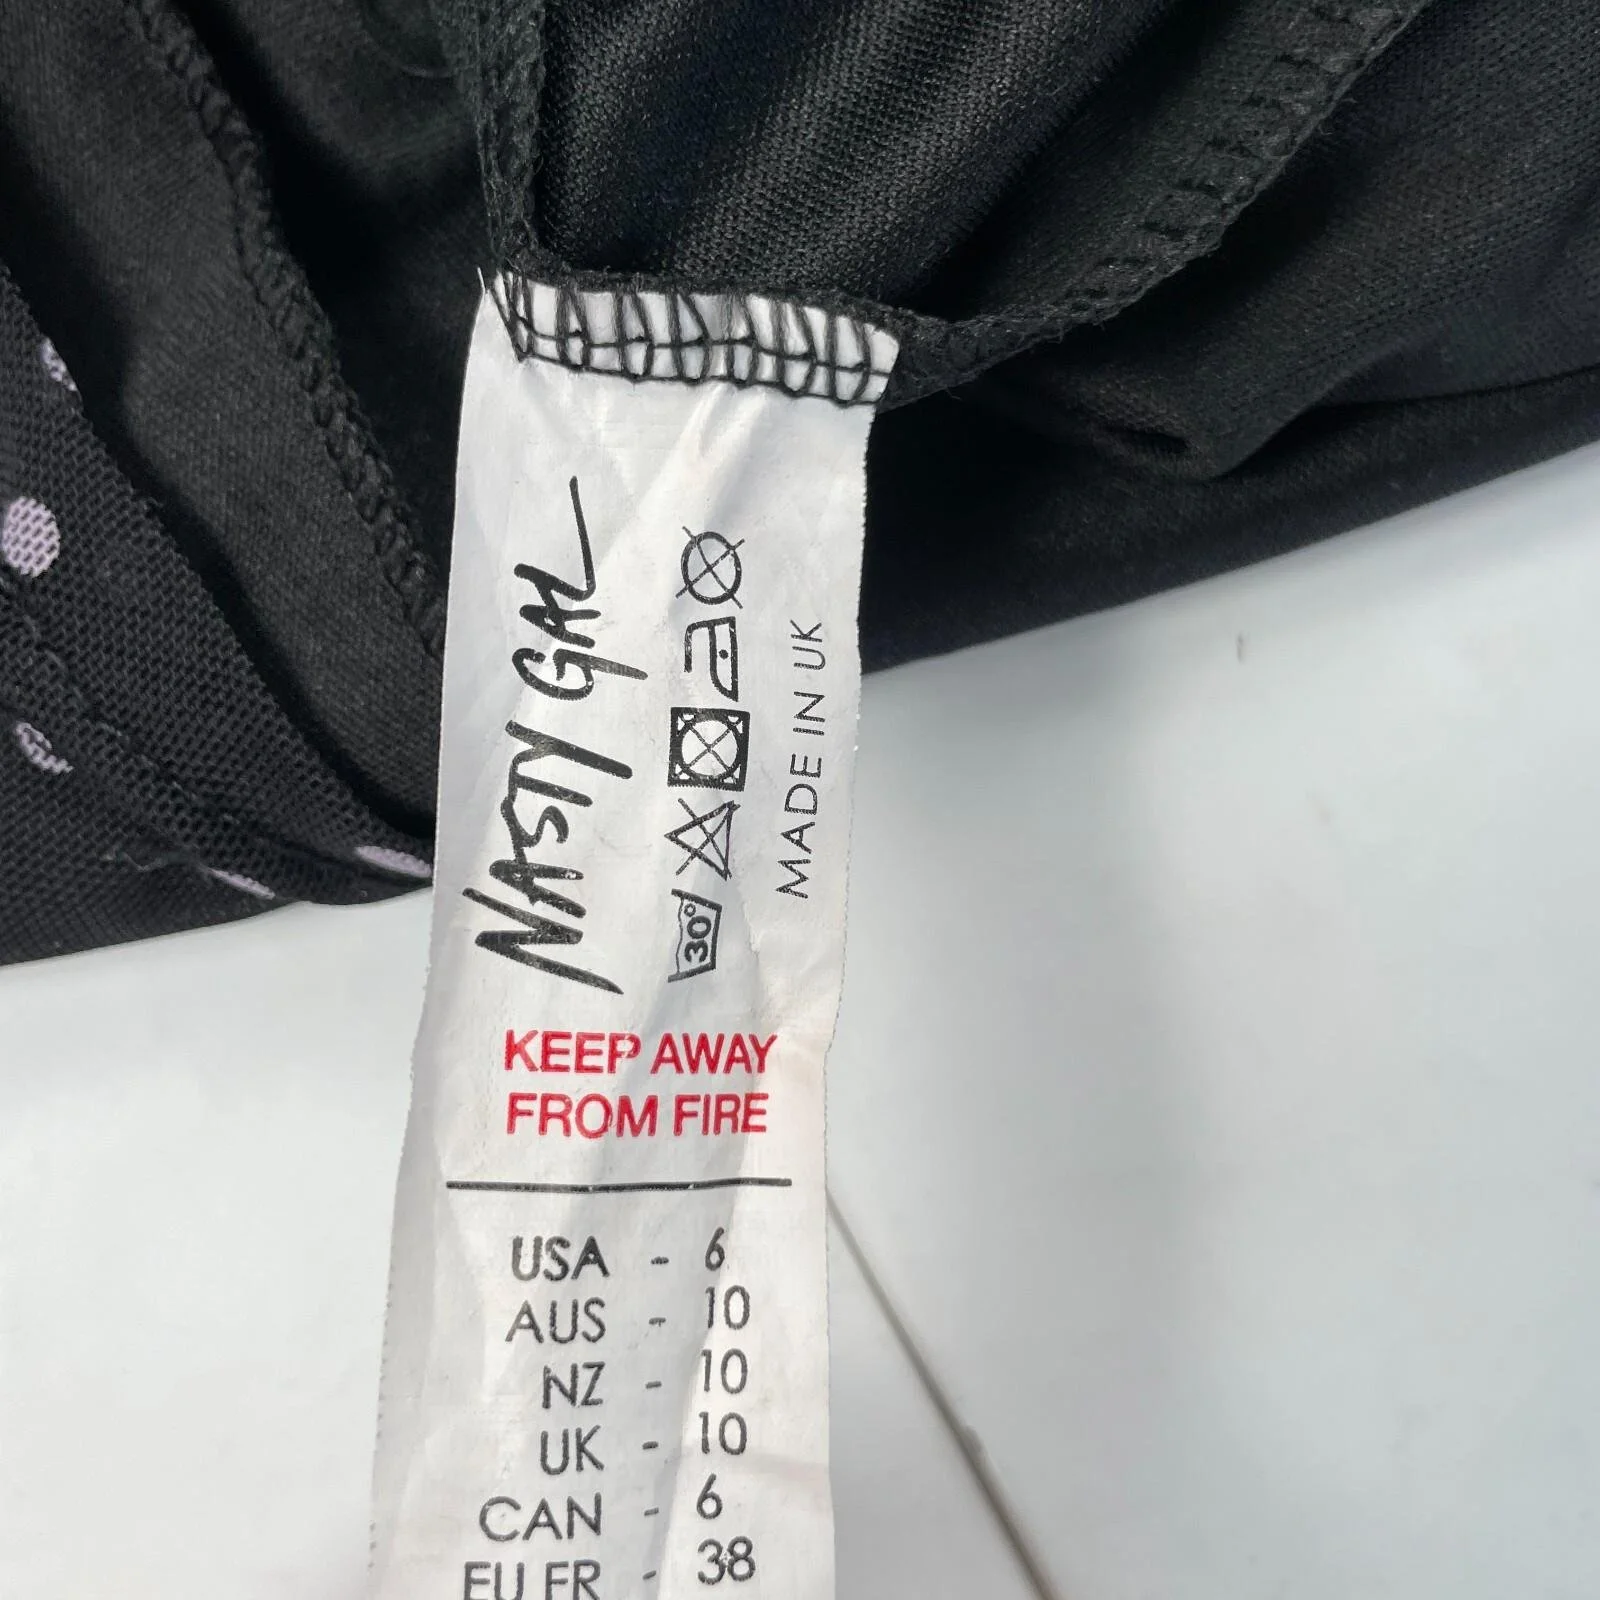 NASTY GAL
30°
MADE IN UK
KEEP AWAY
FROM FIRE
USA - 6
AUS - 10
NZ - 10
UK - 10
CAN - 6
EU FR - 38